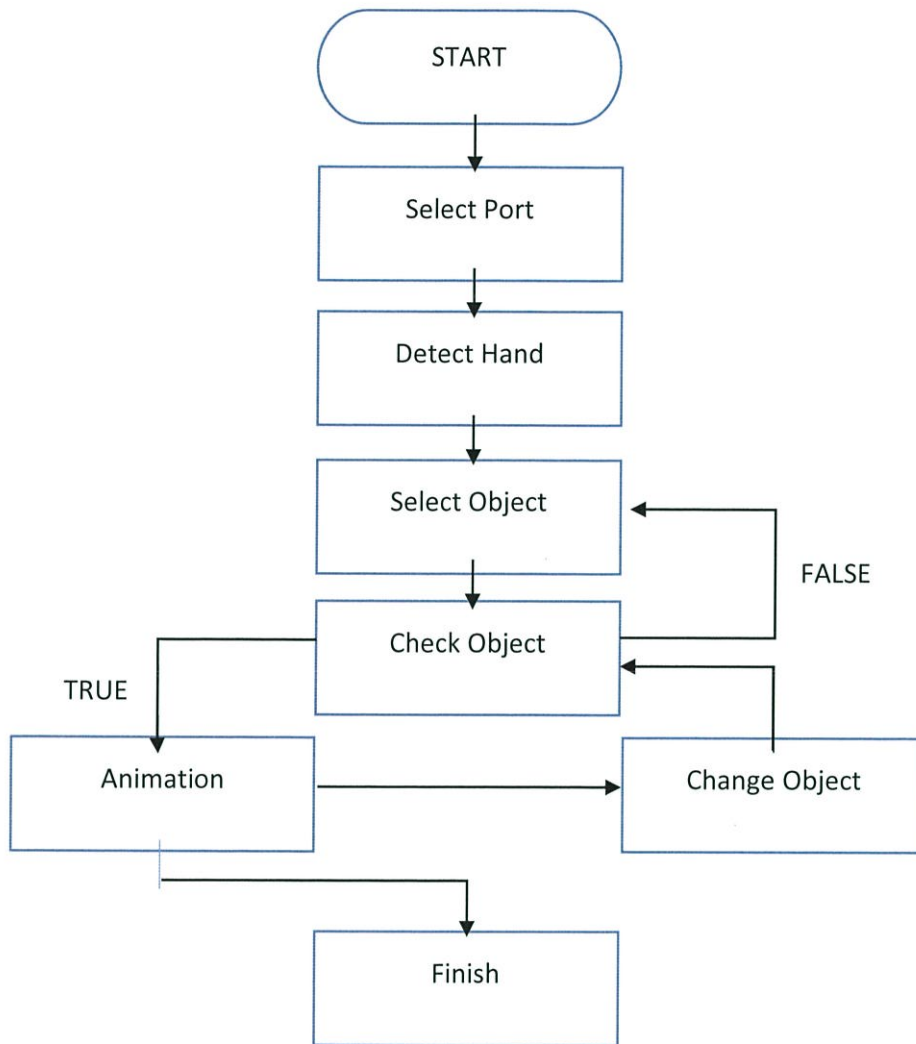 START
Select Port
Detect Hand
Select Object
FALSE
Check Object
TRUE
Animation
Change Object
Finish